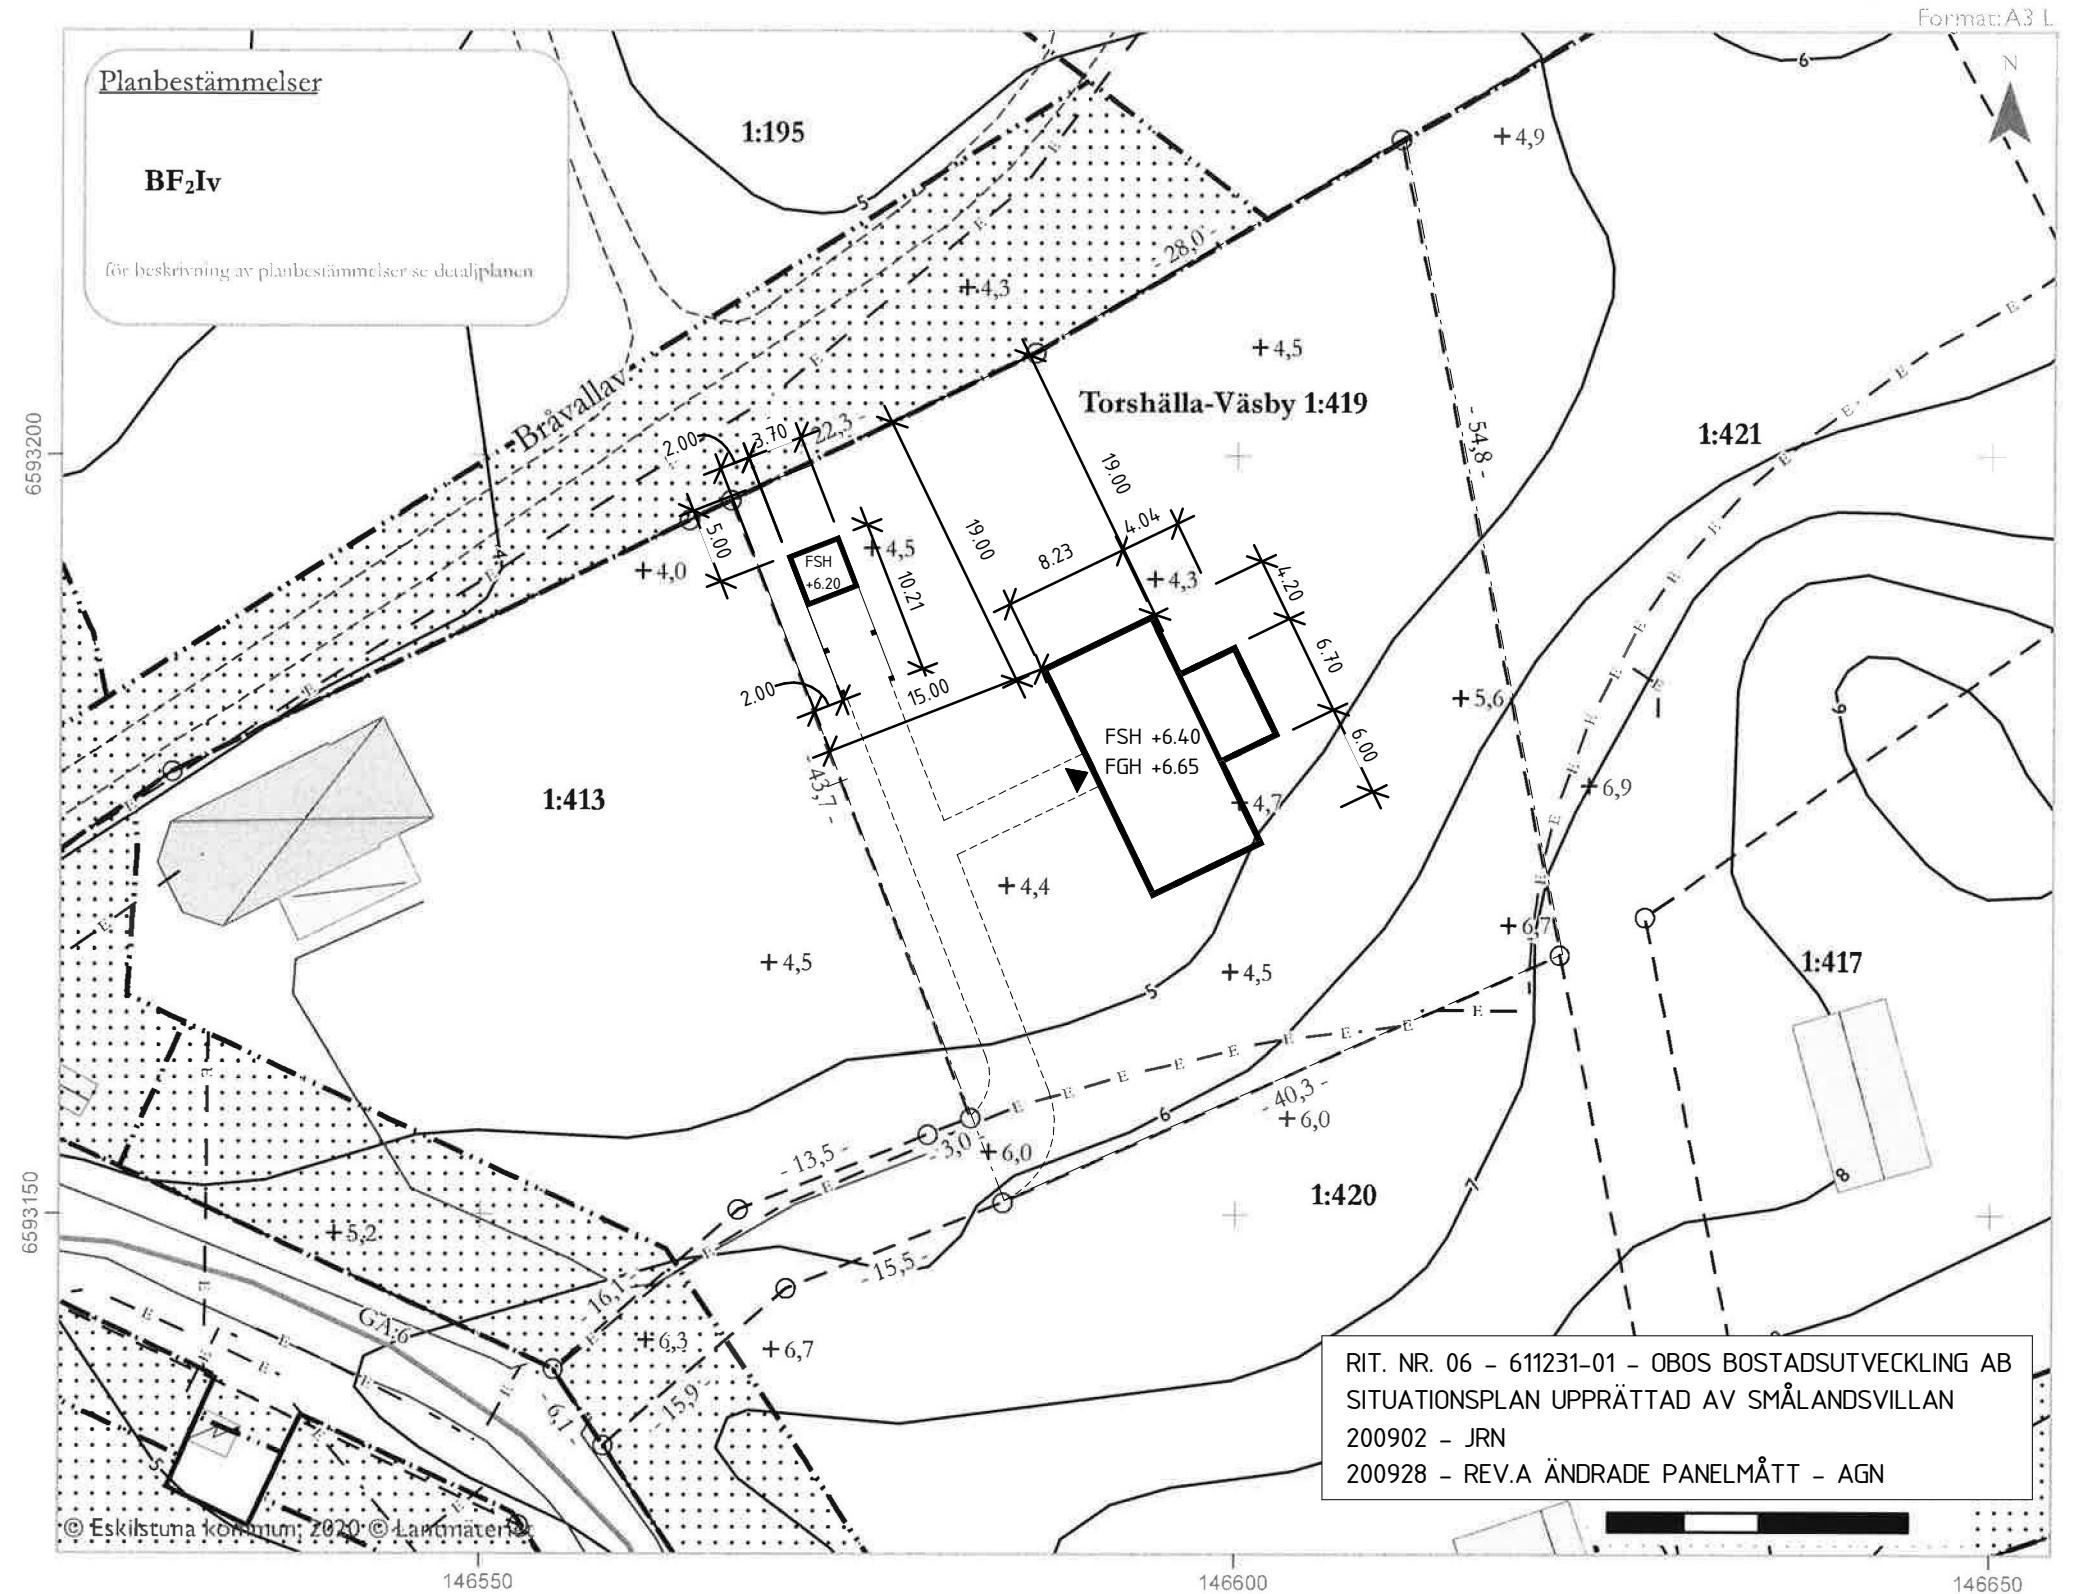 Format: A3 L
Planbestämmelser
BF₂Iv
för beskrivning av planbestämmelser se detaljplanen
N
1:195
5
6
+4,9
- 28,0 -
+4,3
+4,5
Torshälla-Väsby 1:419
1:421
- 54,8 -
Bråvallav.
2.00
3.70
22,3 -
6593200
4
+4,0
5.00
FSH
+6.20
+4,5
10.21
19.00
19.00
8.23
4.04
+4,3
4.20
6.70
6.00
2.00
15.00
- 43,7 -
FSH +6.40
FGH +6.65
+4,7
+5,6
+6,9
6
1:413
+4,4
+4,5
+4,5
+6,7
1:417
5
E
- 40,3 -
+6,0
6
- 13,5 -
- 3,0
+6,0
1:420
7
8
6593150
+5,2
- 15,5 -
- 16,1 -
GA:6
+6,3
+6,7
- 15,9 -
- 6,1 -
5
RIT. NR. 06 - 611231-01 - OBOS BOSTADSUTVECKLING AB
SITUATIONSPLAN UPPRÄTTAD AV SMÅLANDSVILLAN
200902 - JRN
200928 - REV.A ÄNDRADE PANELMÅTT - AGN
© Eskilstuna kommun, 2020 © Lantmäteriet
146550
146600
146650